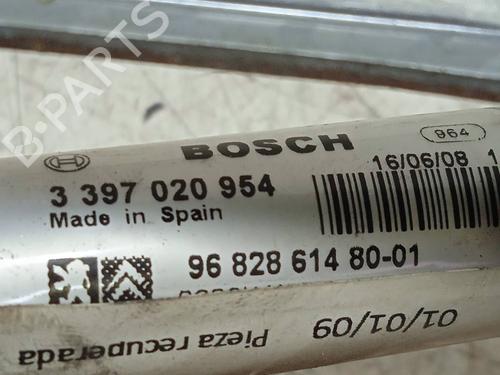 B-PARTS
BOSCH
964
3 397 020 954
16/06/08 1
Made in Spain
96 828 614 80-01
Pieza recuperada
01/01/09